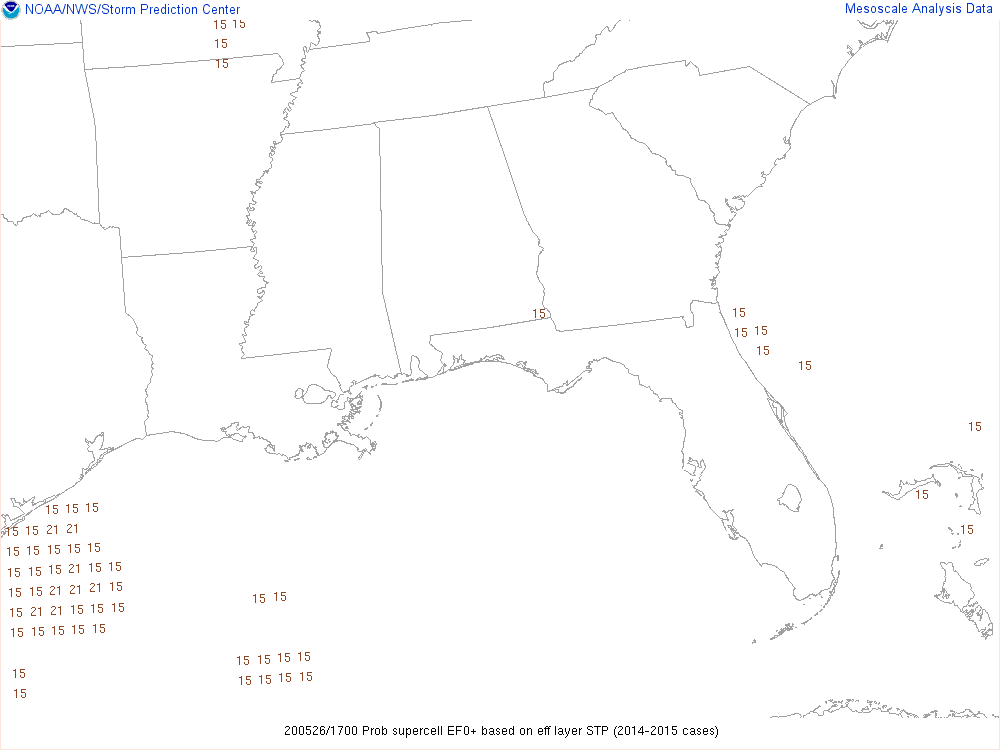 NOAA/NWS/Storm Prediction Center
Mesoscale Analysis Data
15 15
15
15
15
15
15 15
15
15
15
15
15 15 15
15
15 15 21 21
15
15 15 15 15 15
15 15 15 21 15 15
15 15 21 21 21 15
15 15
15 21 21 15 15 15
15 15 15 15 15
15 15 15 15
15
15 15 15 15
15
200526/1700 Prob supercell EF0+ based on eff layer STP (2014-2015 cases)